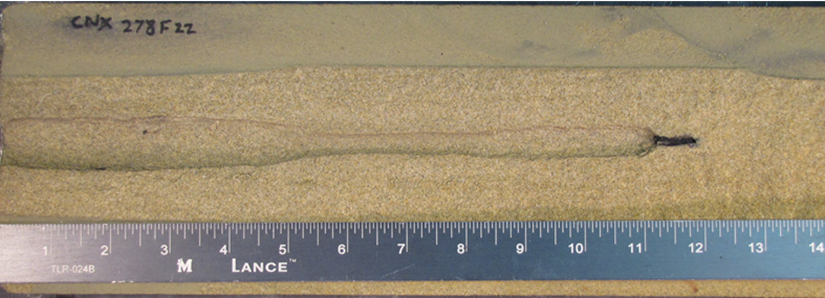 CNX 278F22
1 2 3 4 5 6 7 8 9 10 11 12 13 14
TLR-024B M LANCE™